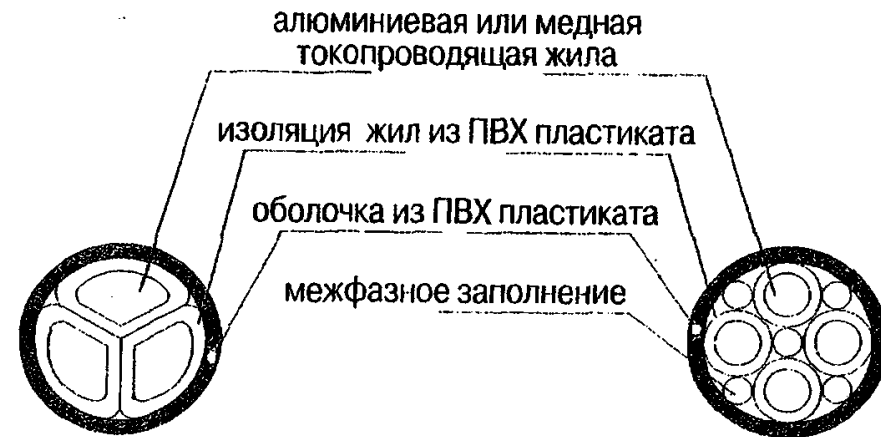 алюминиевая или медная
токопроводящая жила
изоляция жил из ПВХ пластиката
оболочка из ПВХ пластиката
межфазное заполнение